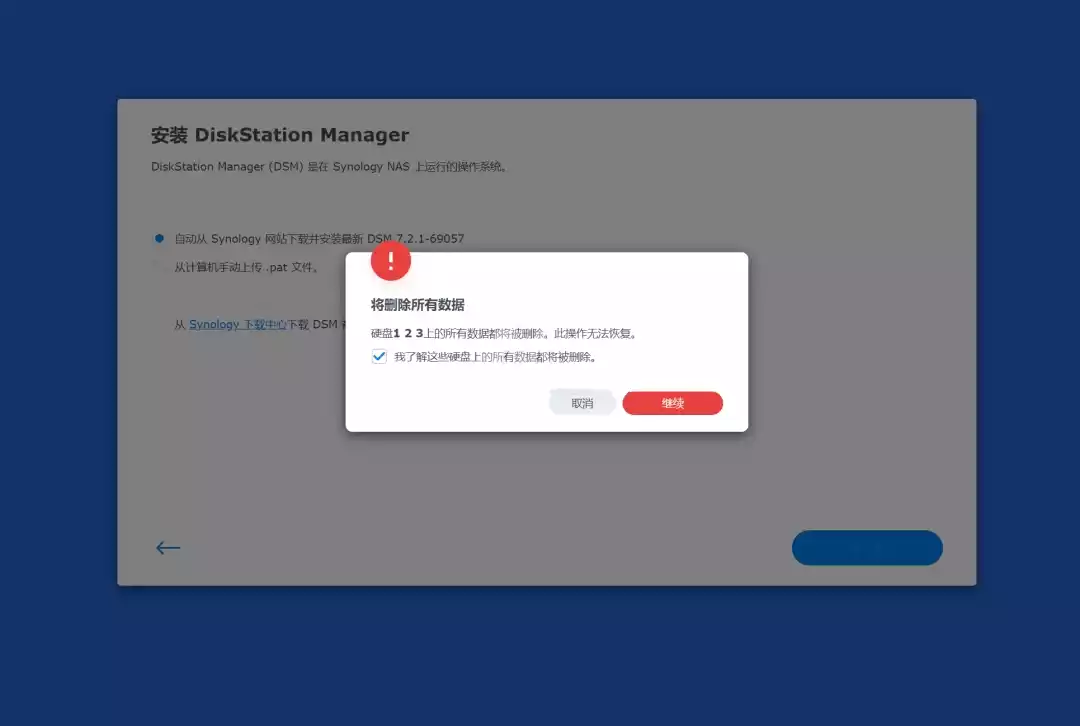 安装 DiskStation Manager
DiskStation Manager (DSM) 是在 Synology NAS 上运行的操作系统。
自动从 Synology 网站下载并安装最新 DSM 7.2.1-69057
从计算机手动上传 .pat 文件。
从 Synology 下载中心下载 DSM
!
将删除所有数据
硬盘1 2 3上的所有数据都将被删除。此操作无法恢复。
我了解这些硬盘上的所有数据都将被删除。
取消
继续